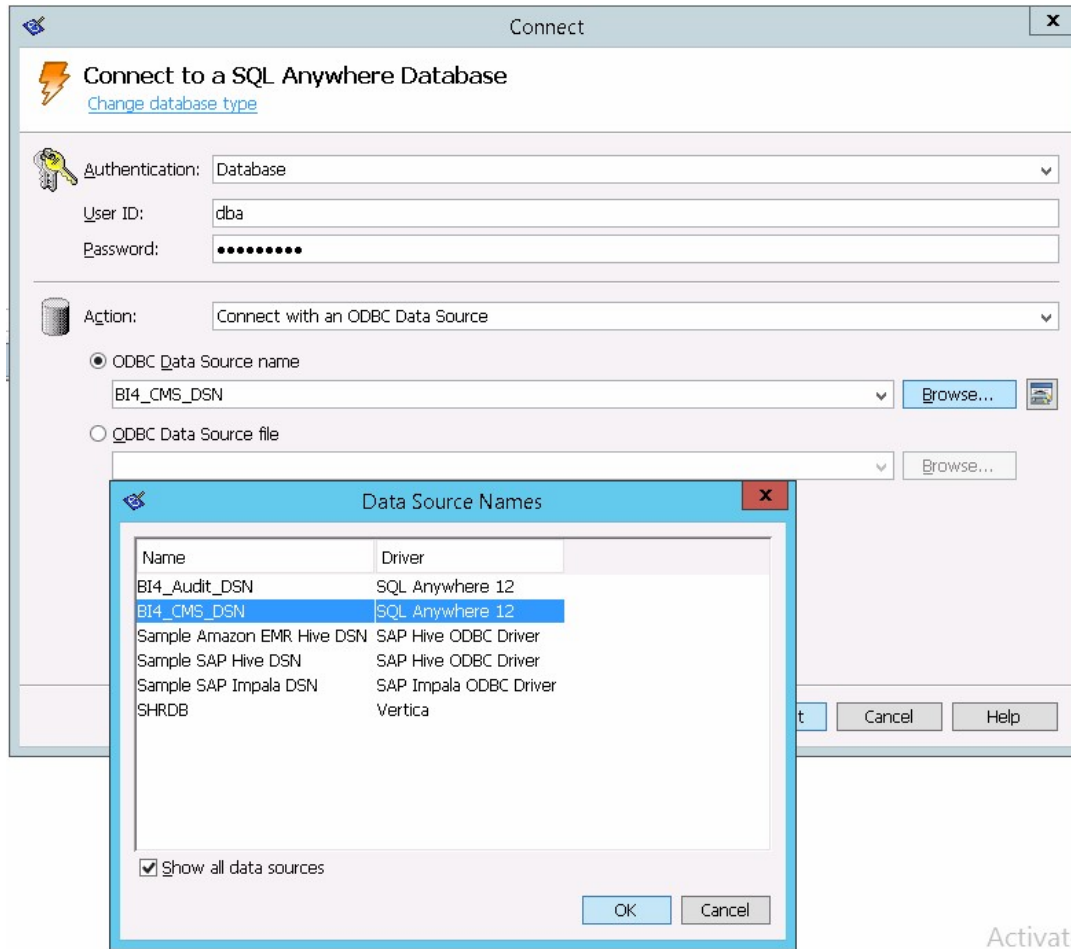 Connect
x
Connect to a SQL Anywhere Database
Change database type
Authentication: Database
User ID: dba
Password: •••••••••
Action: Connect with an ODBC Data Source
ODBC Data Source name
BI4_CMS_DSN Browse...
ODBC Data Source file
Browse...
Data Source Names
x
Name Driver
BI4_Audit_DSN SQL Anywhere 12
BI4_CMS_DSN SQL Anywhere 12
Sample Amazon EMR Hive DSN SAP Hive ODBC Driver
Sample SAP Hive DSN SAP Hive ODBC Driver
Sample SAP Impala DSN SAP Impala ODBC Driver
SHRDB Vertica
t Cancel Help
Show all data sources
OK Cancel
Activat